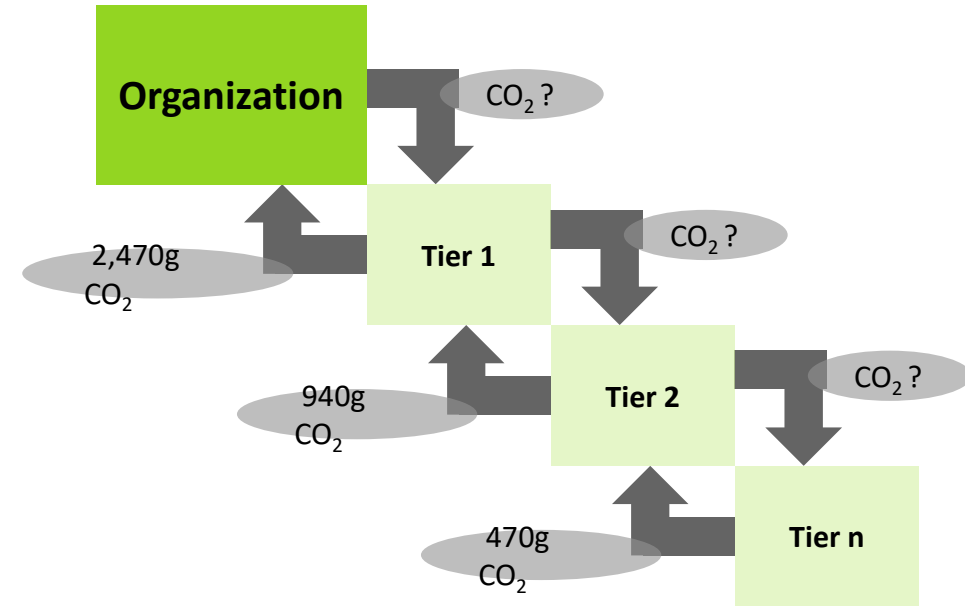 Organization
CO₂ ?
Tier 1
CO₂ ?
2,470g
CO₂
Tier 2
CO₂ ?
940g
CO₂
Tier n
470g
CO₂